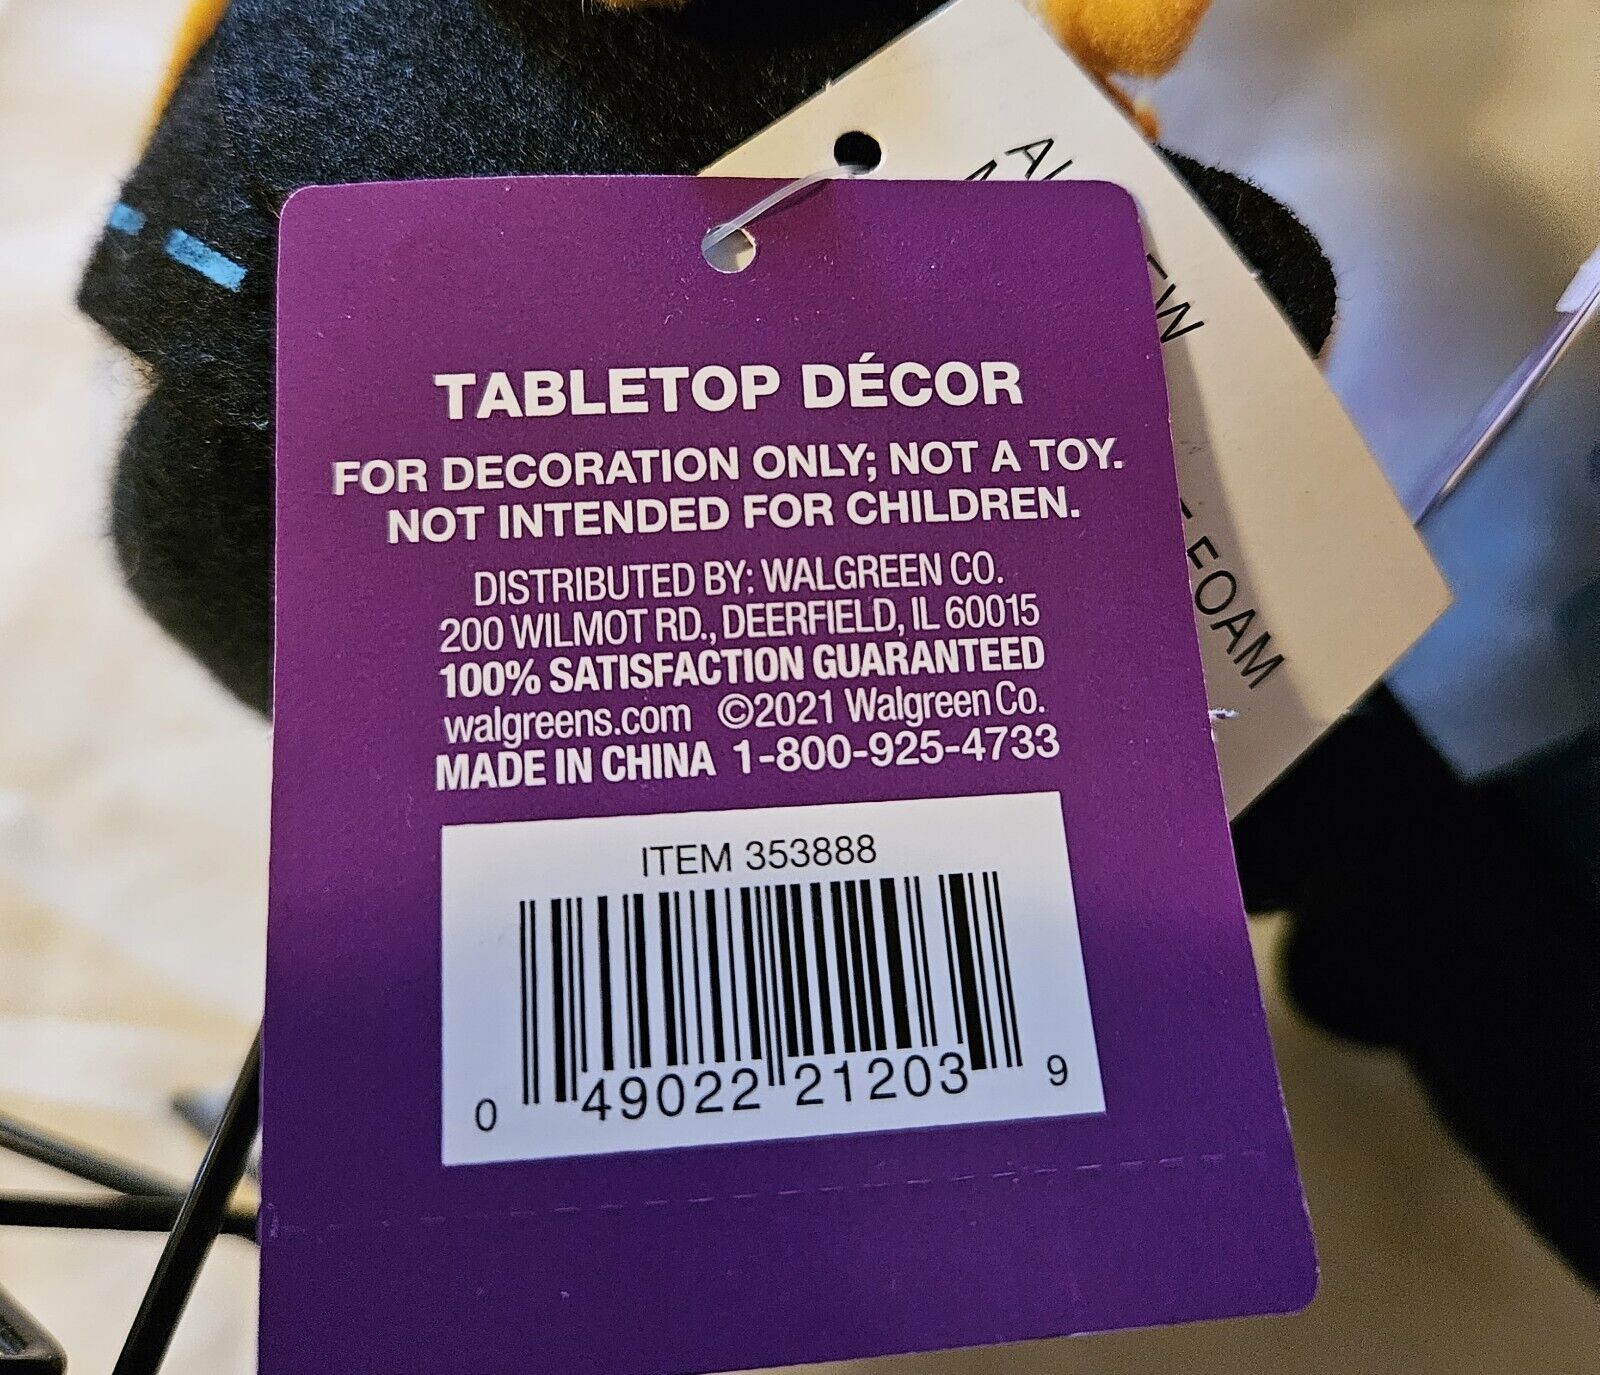 TABLETOP DÉCOR
FOR DECORATION ONLY; NOT A TOY.
NOT INTENDED FOR CHILDREN.
DISTRIBUTED BY: WALGREEN CO.
200 WILMOT RD., DEERFIELD, IL 60015
100% SATISFACTION GUARANTEED
walgreens.com ©2021 Walgreen Co.
MADE IN CHINA 1-800-925-4733
ITEM 353888
0 49022 21203 9
FOAM